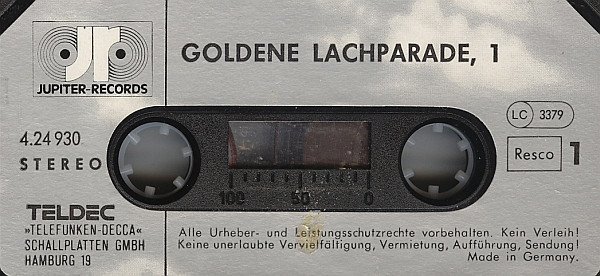 jr
JUPITER-RECORDS
GOLDENE LACHPARADE, 1
LC 3379
4.24 930
STEREO
Resco 1
100 50 0
TELDEC
»TELEFUNKEN-DECCA«
SCHALLPLATTEN GMBH
HAMBURG 19
Alle Urheber- und Leistungsschutzrechte vorbehalten. Kein Verleih!
Keine unerlaubte Vervielfältigung, Vermietung, Aufführung, Sendung!
Made in Germany.